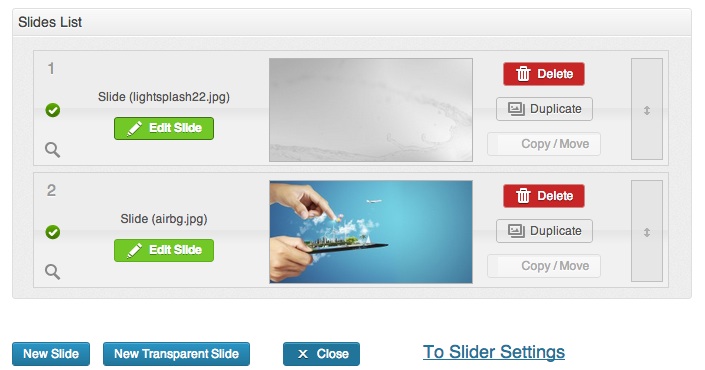 Slides List
1
Slide (lightsplash22.jpg)
Edit Slide
Delete
Duplicate
Copy / Move
2
Slide (airbg.jpg)
Edit Slide
Delete
Duplicate
Copy / Move
New Slide
New Transparent Slide
X Close
To Slider Settings